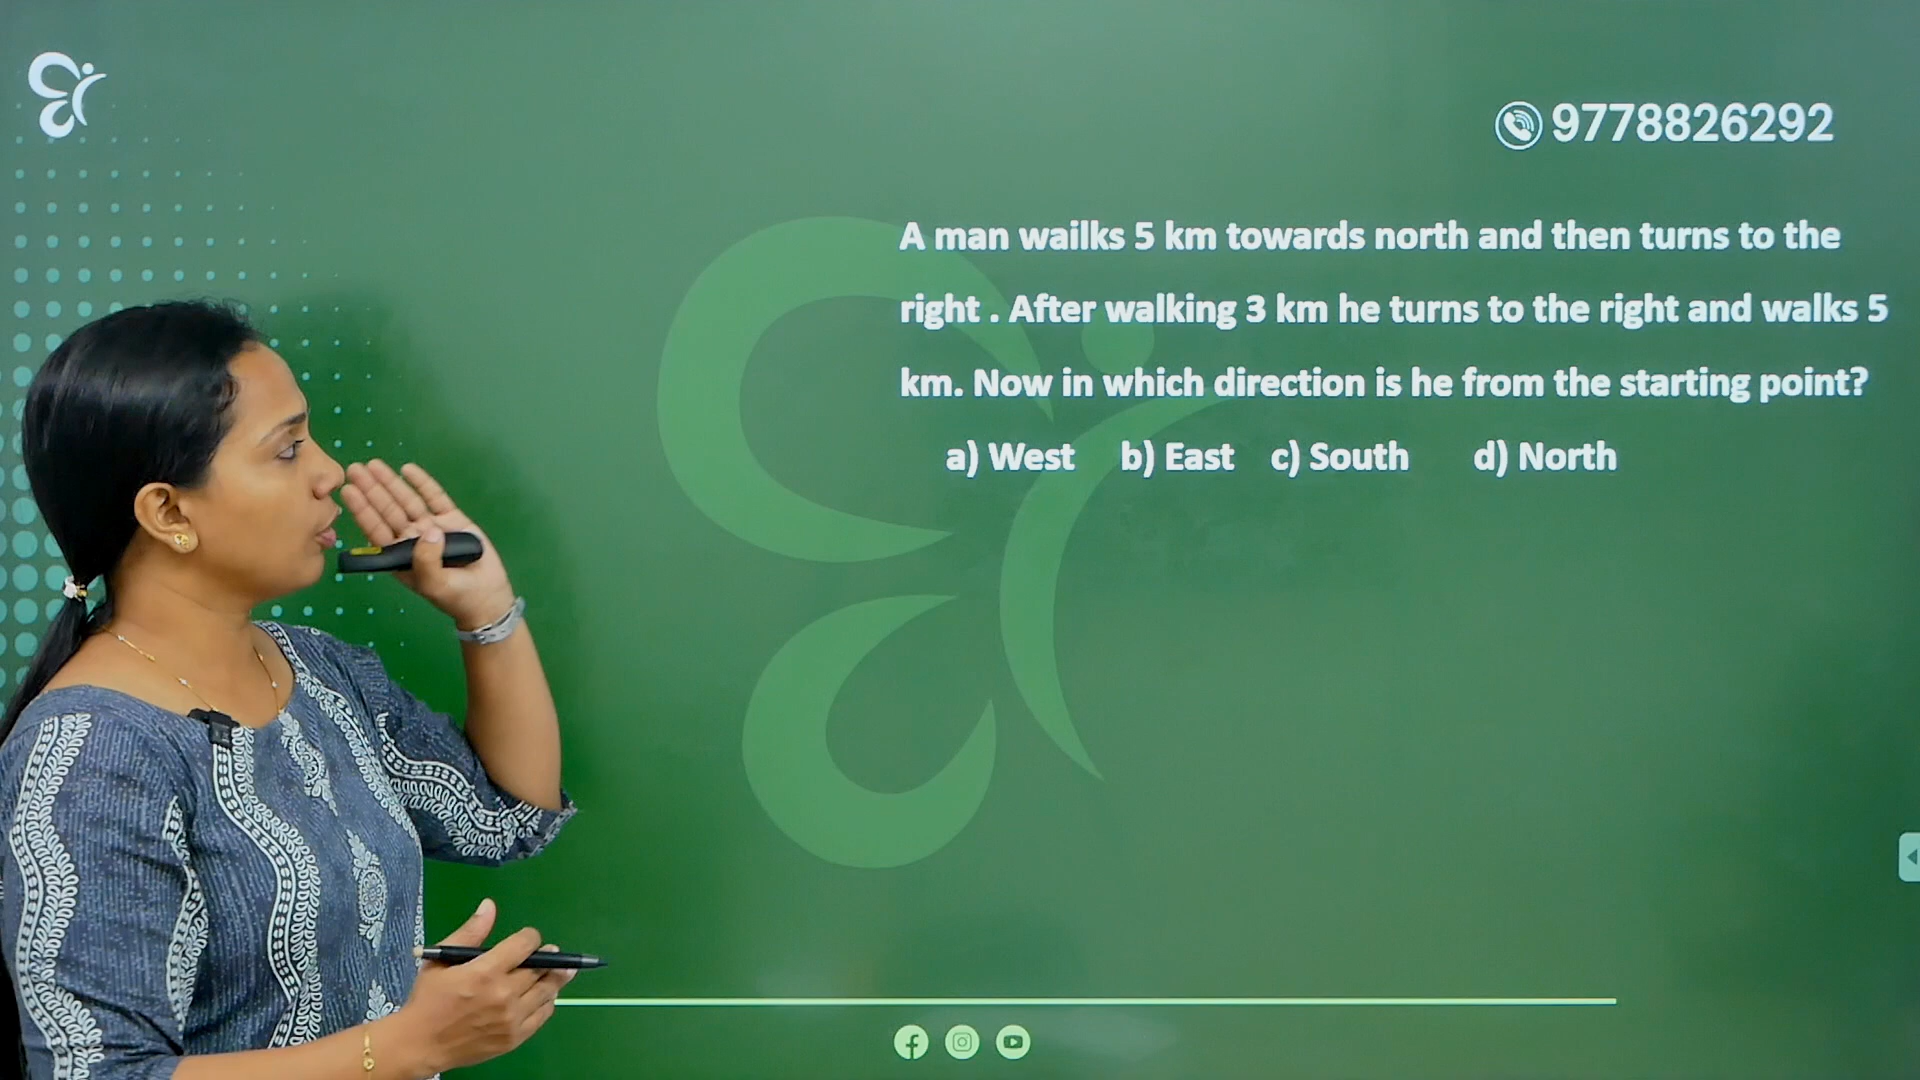 9778826292
A man wailks 5 km towards north and then turns to the
right . After walking 3 km he turns to the right and walks 5
km. Now in which direction is he from the starting point?
a) West b) East c) South d) North